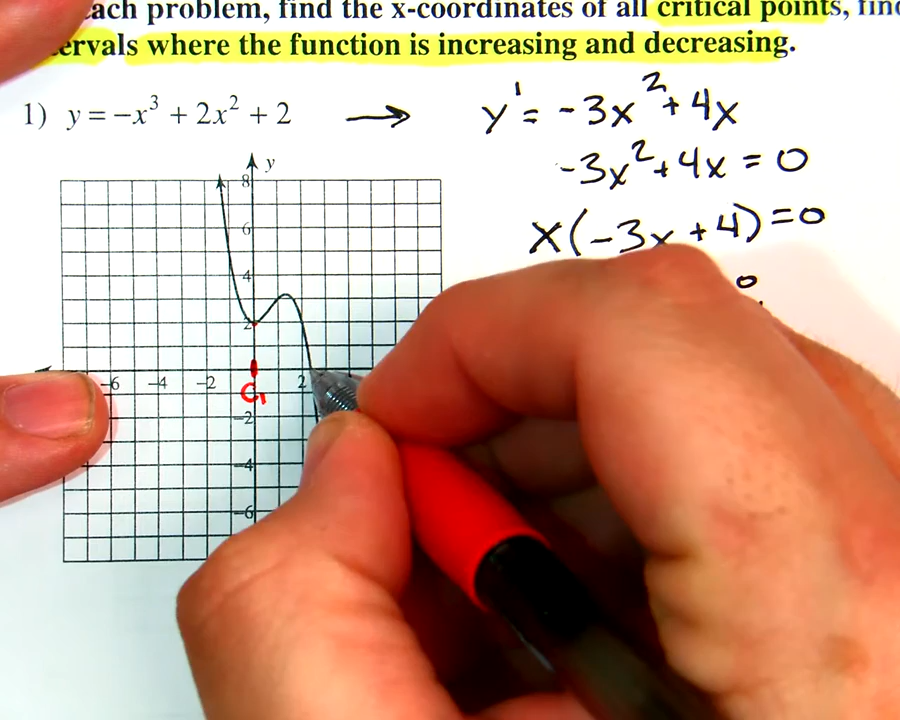 each problem, find the x-coordinates of all critical points, find
ervals where the function is increasing and decreasing.
1) y = −x³ + 2x² + 2 → y' = -3x² + 4x
-3x² + 4x = 0
x(-3x + 4) = 0
0
y
8
6
4
2
-6 -4 -2 2
C₁
-2
-4
-6